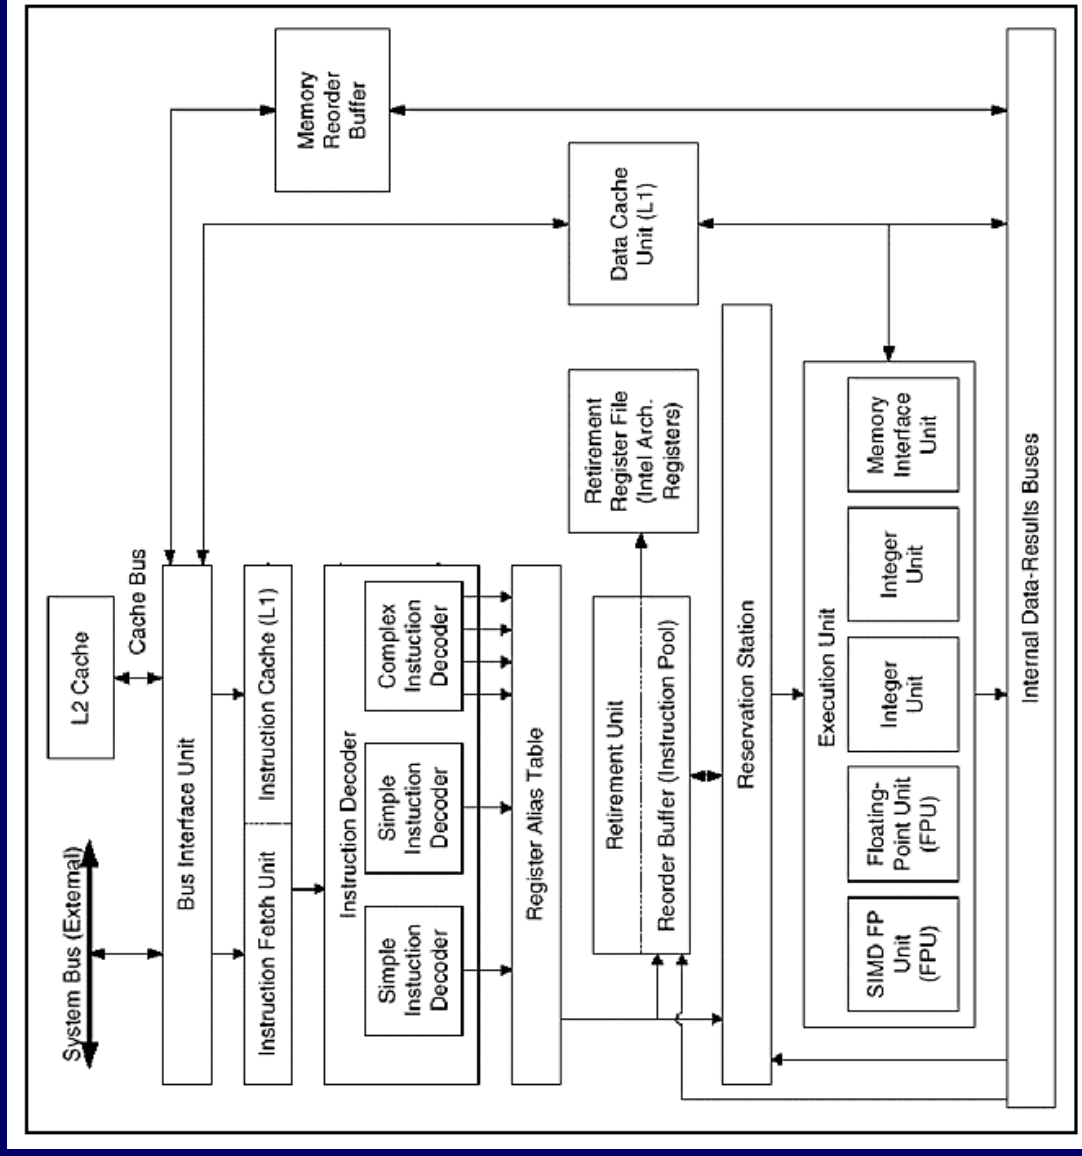 System Bus (External)
L2 Cache
Cache Bus
Bus Interface Unit
Instruction Fetch Unit
Instruction Cache (L1)
Instruction Decoder
Simple
Instuction
Decoder
Simple
Instuction
Decoder
Complex
Instuction
Decoder
Register Alias Table
Memory
Reorder
Buffer
Data Cache
Unit (L1)
Retirement Unit
Reorder Buffer (Instruction Pool)
Retirement
Register File
(Intel Arch.
Registers)
Reservation Station
Execution Unit
SIMD FP
Unit
(FPU)
Floating-
Point Unit
(FPU)
Integer
Unit
Integer
Unit
Memory
Interface
Unit
Internal Data-Results Buses